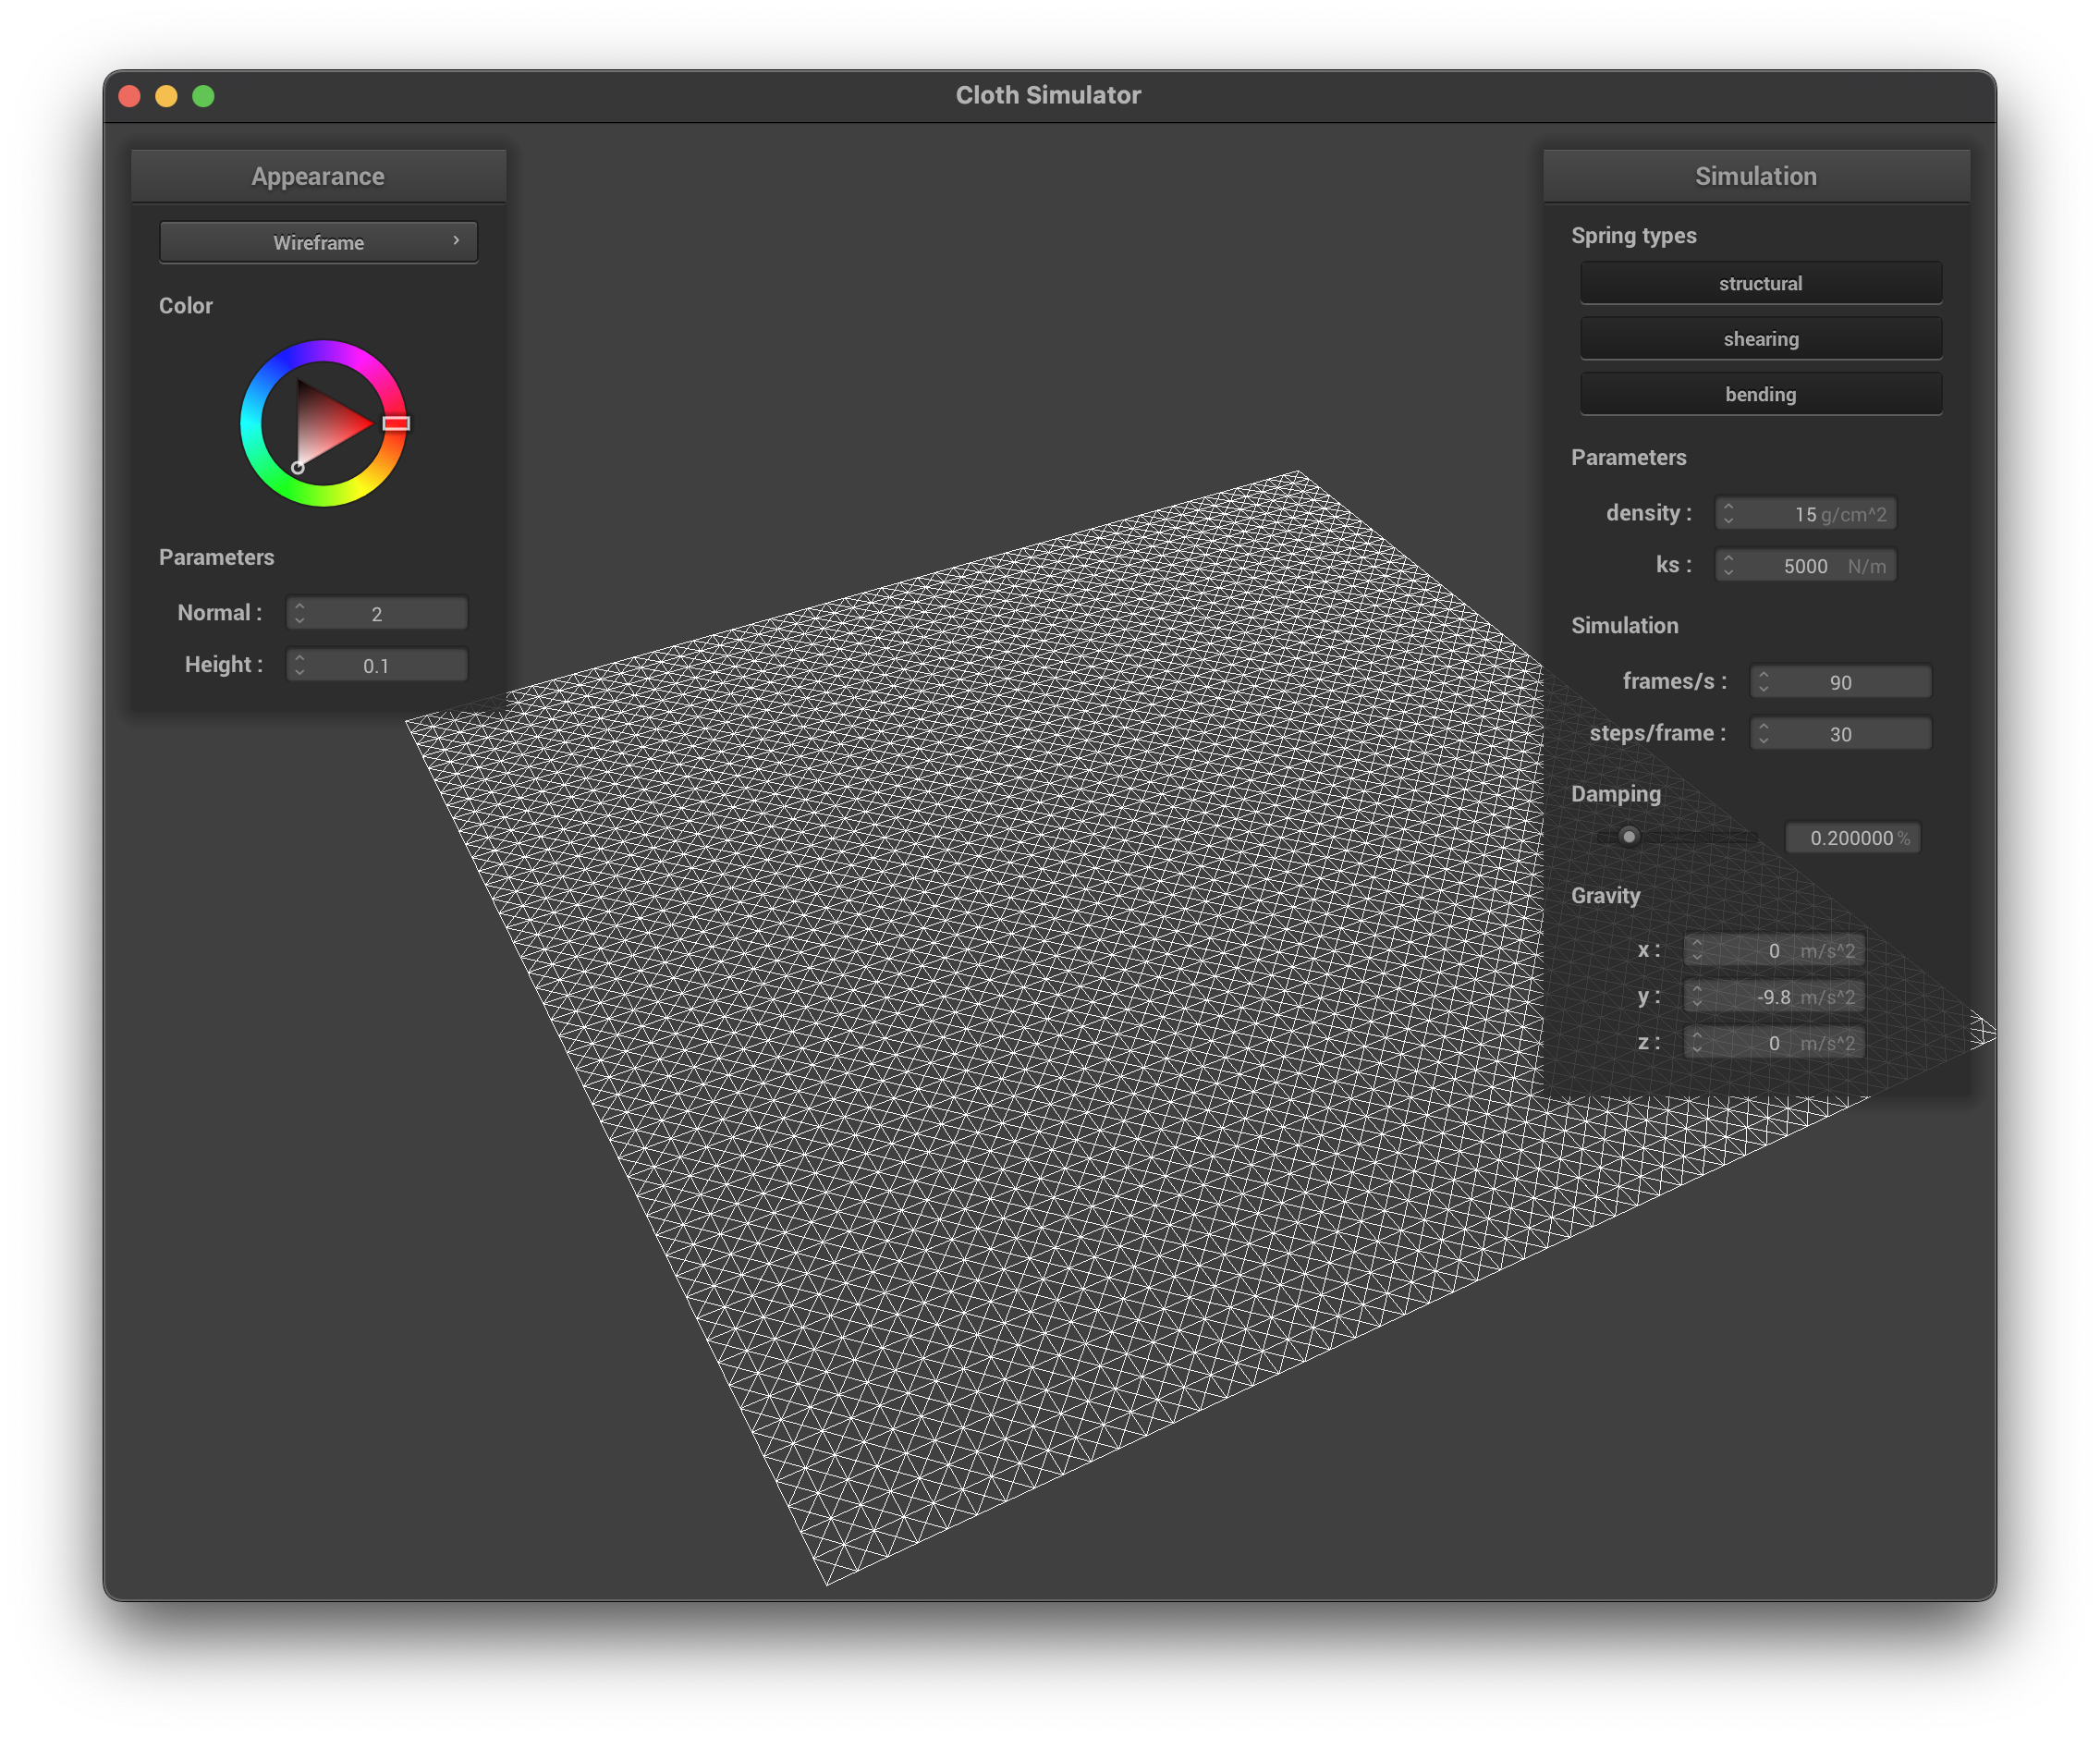 Cloth Simulator
Appearance
Wireframe
Color
Parameters
Normal : 2
Height : 0.1
Simulation
Spring types
structural
shearing
bending
Parameters
density : 15 g/cm^2
ks : 5000 N/m
Simulation
frames/s : 90
steps/frame : 30
Damping
0.200000 %
Gravity
x : 0 m/s^2
y : -9.8 m/s^2
z : 0 m/s^2